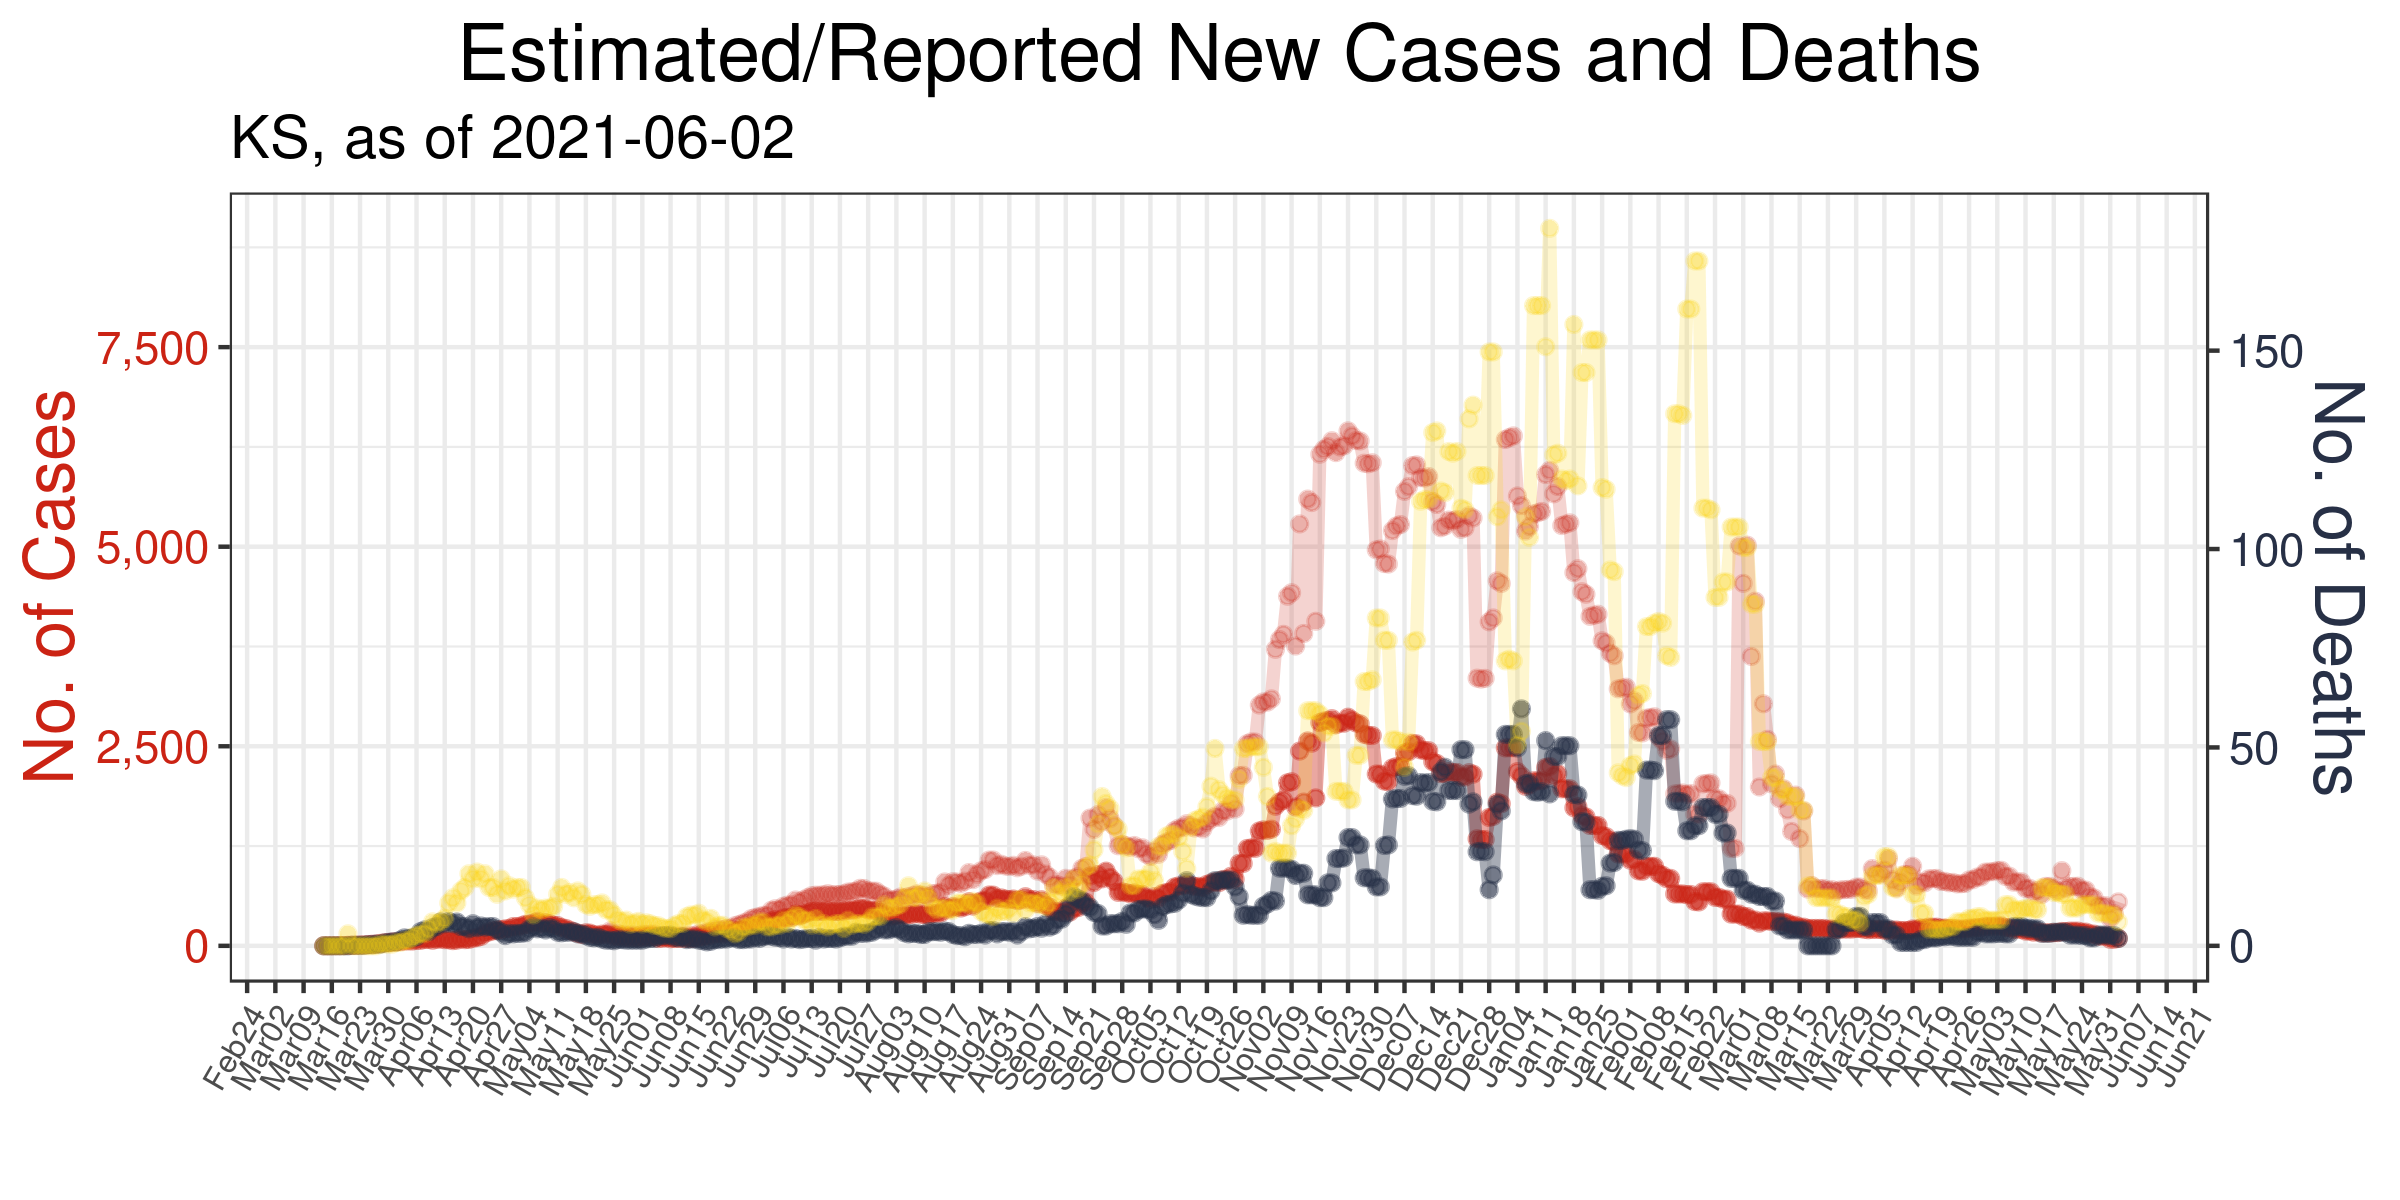 Estimated/Reported New Cases and Deaths
KS, as of 2021-06-02
No. of Cases
7,500
5,000
2,500
0
150
100
50
0
No. of Deaths
Feb24
Mar02
Mar09
Mar16
Mar23
Mar30
Apr06
Apr13
Apr20
Apr27
May04
May11
May18
May25
Jun01
Jun08
Jun15
Jun22
Jun29
Jul06
Jul13
Jul20
Jul27
Aug03
Aug10
Aug17
Aug24
Aug31
Sep07
Sep14
Sep21
Sep28
Oct05
Oct12
Oct19
Oct26
Nov02
Nov09
Nov16
Nov23
Nov30
Dec07
Dec14
Dec21
Dec28
Jan04
Jan11
Jan18
Jan25
Feb01
Feb08
Feb15
Feb22
Mar01
Mar08
Mar15
Mar22
Mar29
Apr05
Apr12
Apr19
Apr26
May03
May10
May17
May24
May31
Jun07
Jun14
Jun21